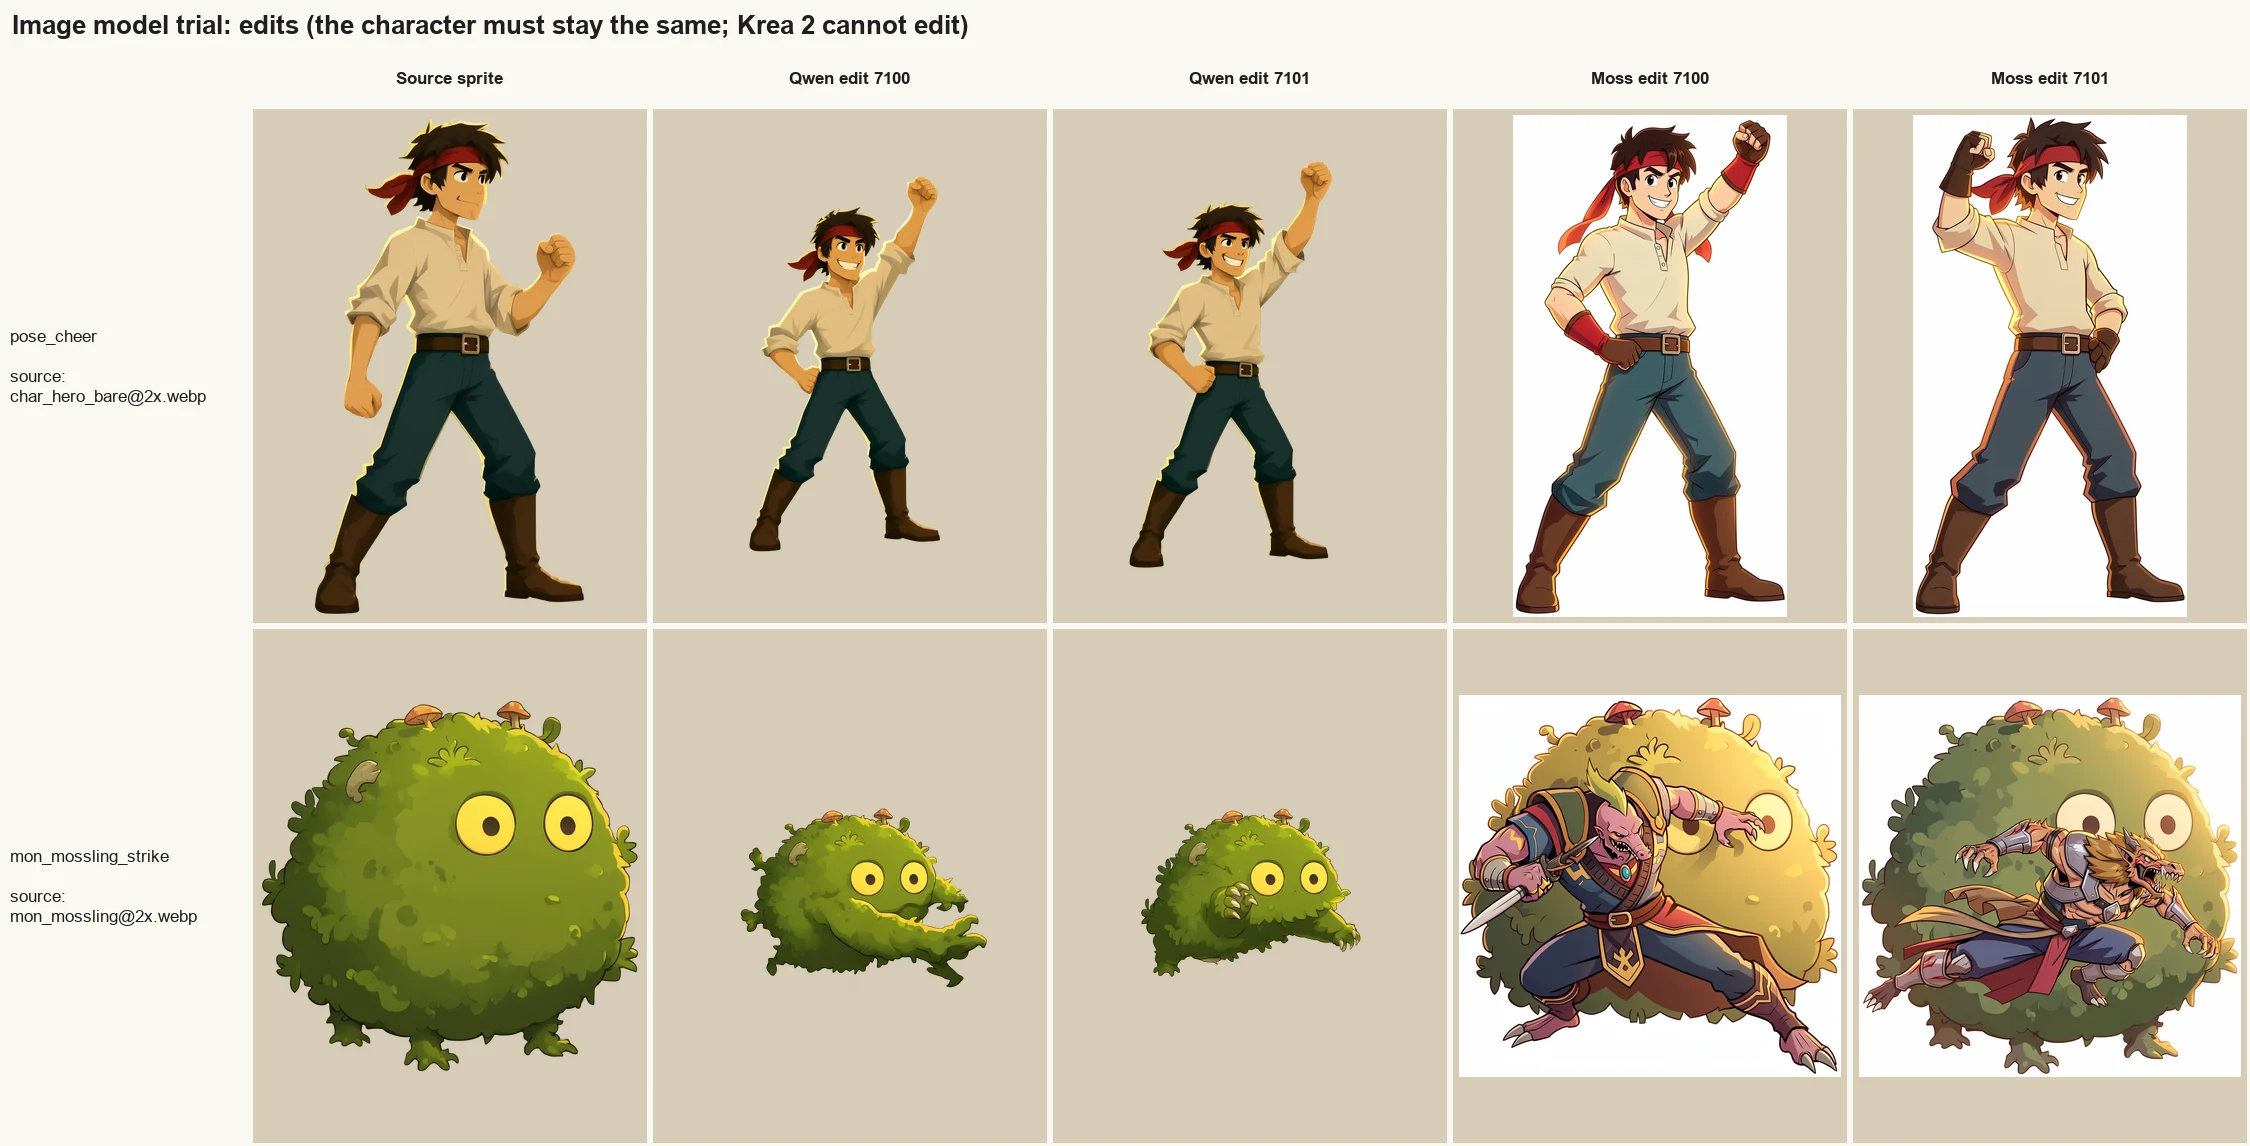 Image model trial: edits (the character must stay the same; Krea 2 cannot edit)
Source sprite
Qwen edit 7100
Qwen edit 7101
Moss edit 7100
Moss edit 7101
pose_cheer
source:
char_hero_bare@2x.webp
mon_mossling_strike
source:
mon_mossling@2x.webp